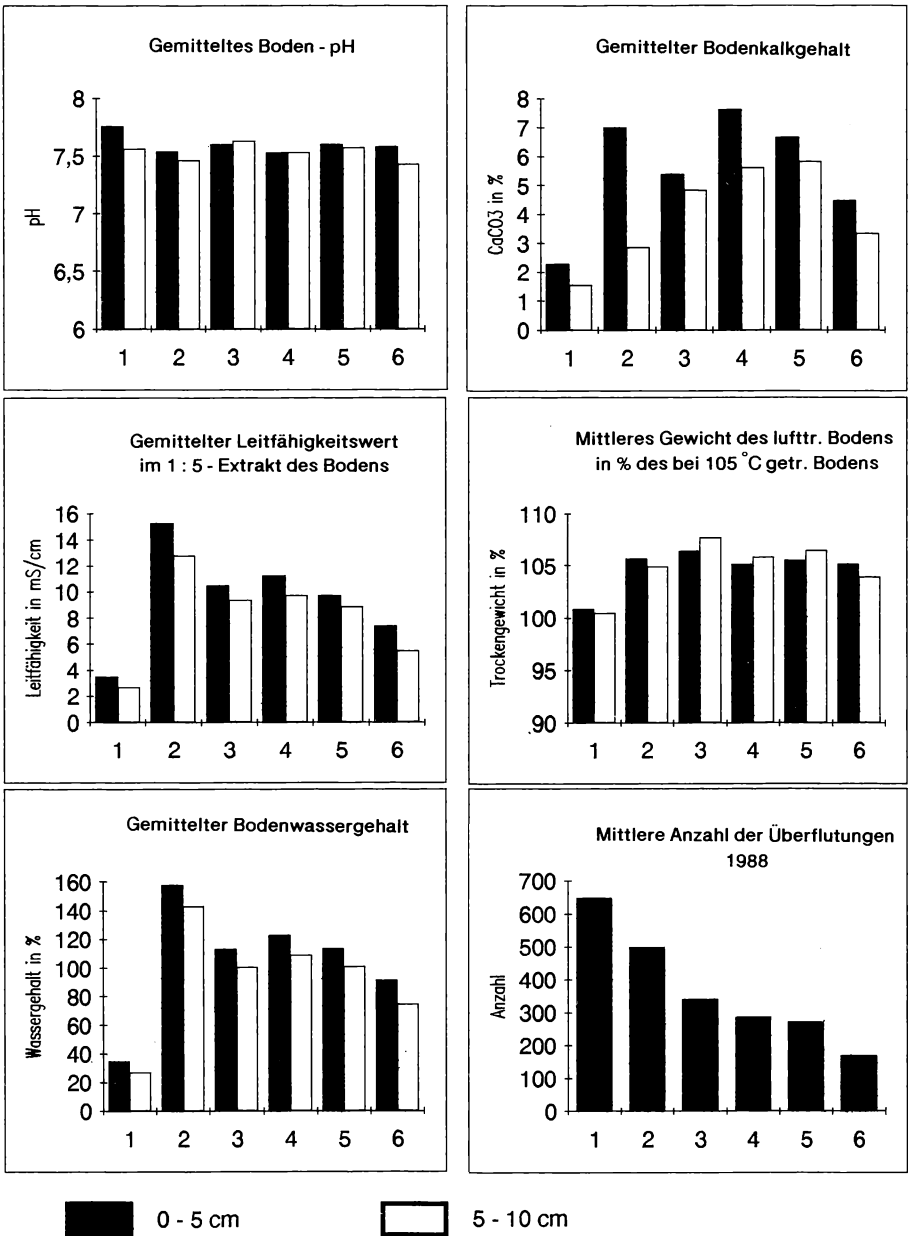 Gemitteltes Boden - pH
8
7,5
7
6,5
6
pH
1 2 3 4 5 6
Gemittelter Bodenkalkgehalt
8
7
6
5
4
3
2
1
0
CaCO3 in %
1 2 3 4 5 6
Gemittelter Leitfähigkeitswert
im 1 : 5 - Extrakt des Bodens
16
14
12
10
8
6
4
2
0
Leitfähigkeit in mS/cm
1 2 3 4 5 6
Mittleres Gewicht des lufttr. Bodens
in % des bei 105 °C getr. Bodens
110
105
100
95
90
Trockengewicht in %
1 2 3 4 5 6
Gemittelter Bodenwassergehalt
160
140
120
100
80
60
40
20
0
Wassergehalt in %
1 2 3 4 5 6
Mittlere Anzahl der Überflutungen
1988
700
600
500
400
300
200
100
0
Anzahl
1 2 3 4 5 6
0 - 5 cm
5 - 10 cm